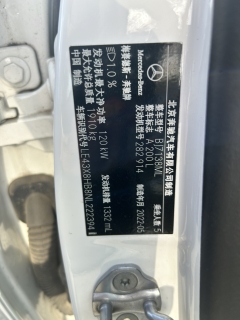 Mercedes-Benz
梅赛德斯-奔驰牌
北京奔驰汽车有限公司制造
整车型号 BJ7138ML
整车标志 A 200 L
发动机型号 282 914
乘坐人数 5
制造年月 2022-05
发动机排量 1332 mL
≥1.0 %
发动机最大净功率 120 kW
最大允许总质量 1910 kg
中国 制造
车辆识别代号: LE43X8HB8NL222394